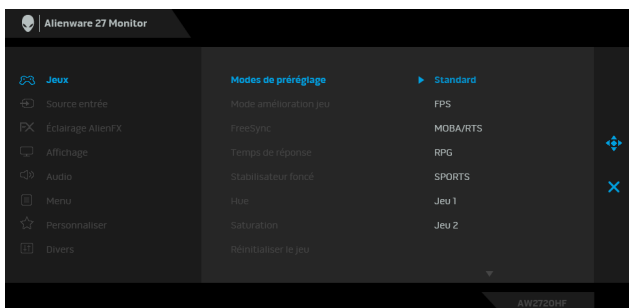 Alienware 27 Monitor
Jeux
Modes de préréglage
Standard
Source entrée
Mode amélioration jeu
FPS
FX
Éclairage AlienFX
FreeSync
MOBA/RTS
Affichage
Temps de réponse
RPG
Audio
Stabilisateur foncé
SPORTS
Menu
Hue
Jeu 1
Personnaliser
Saturation
Jeu 2
Divers
Réinitialiser le jeu
AW2720HF